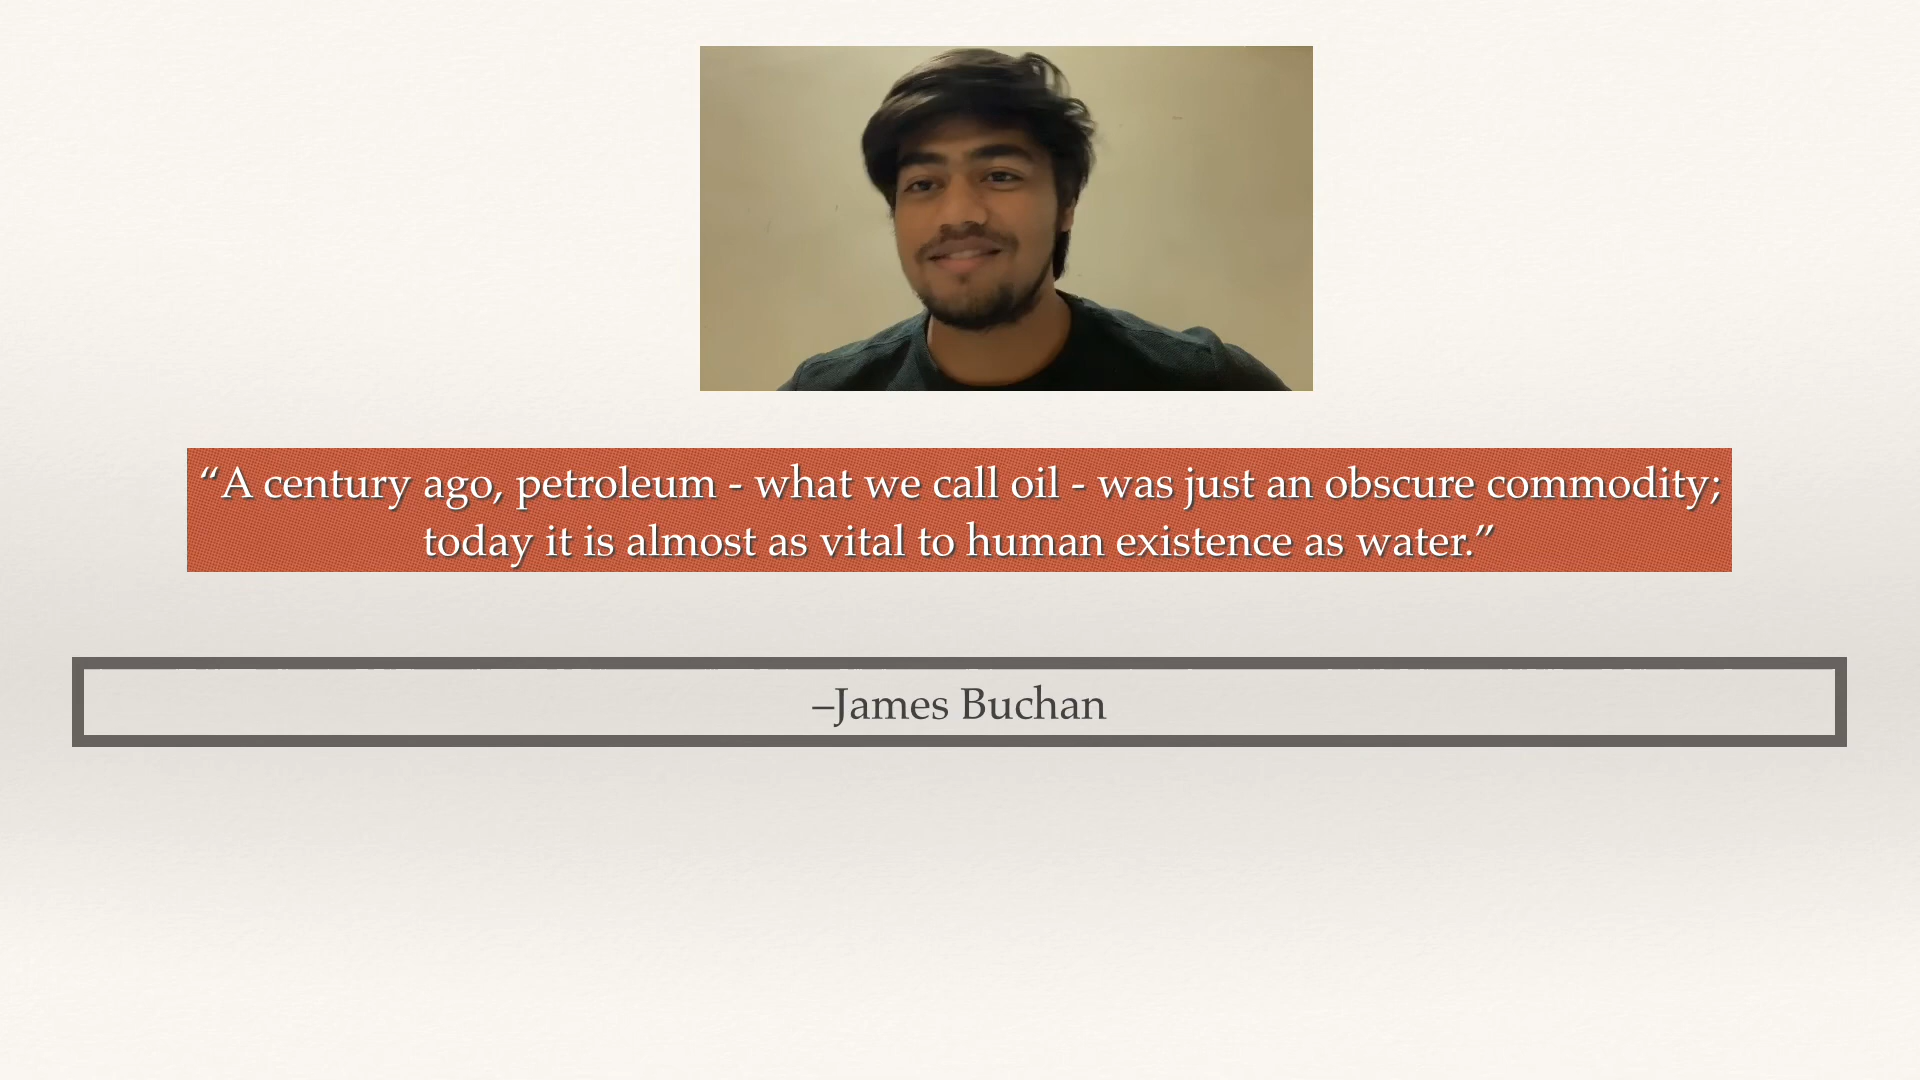 “A century ago, petroleum - what we call oil - was just an obscure commodity;
today it is almost as vital to human existence as water.”
–James Buchan